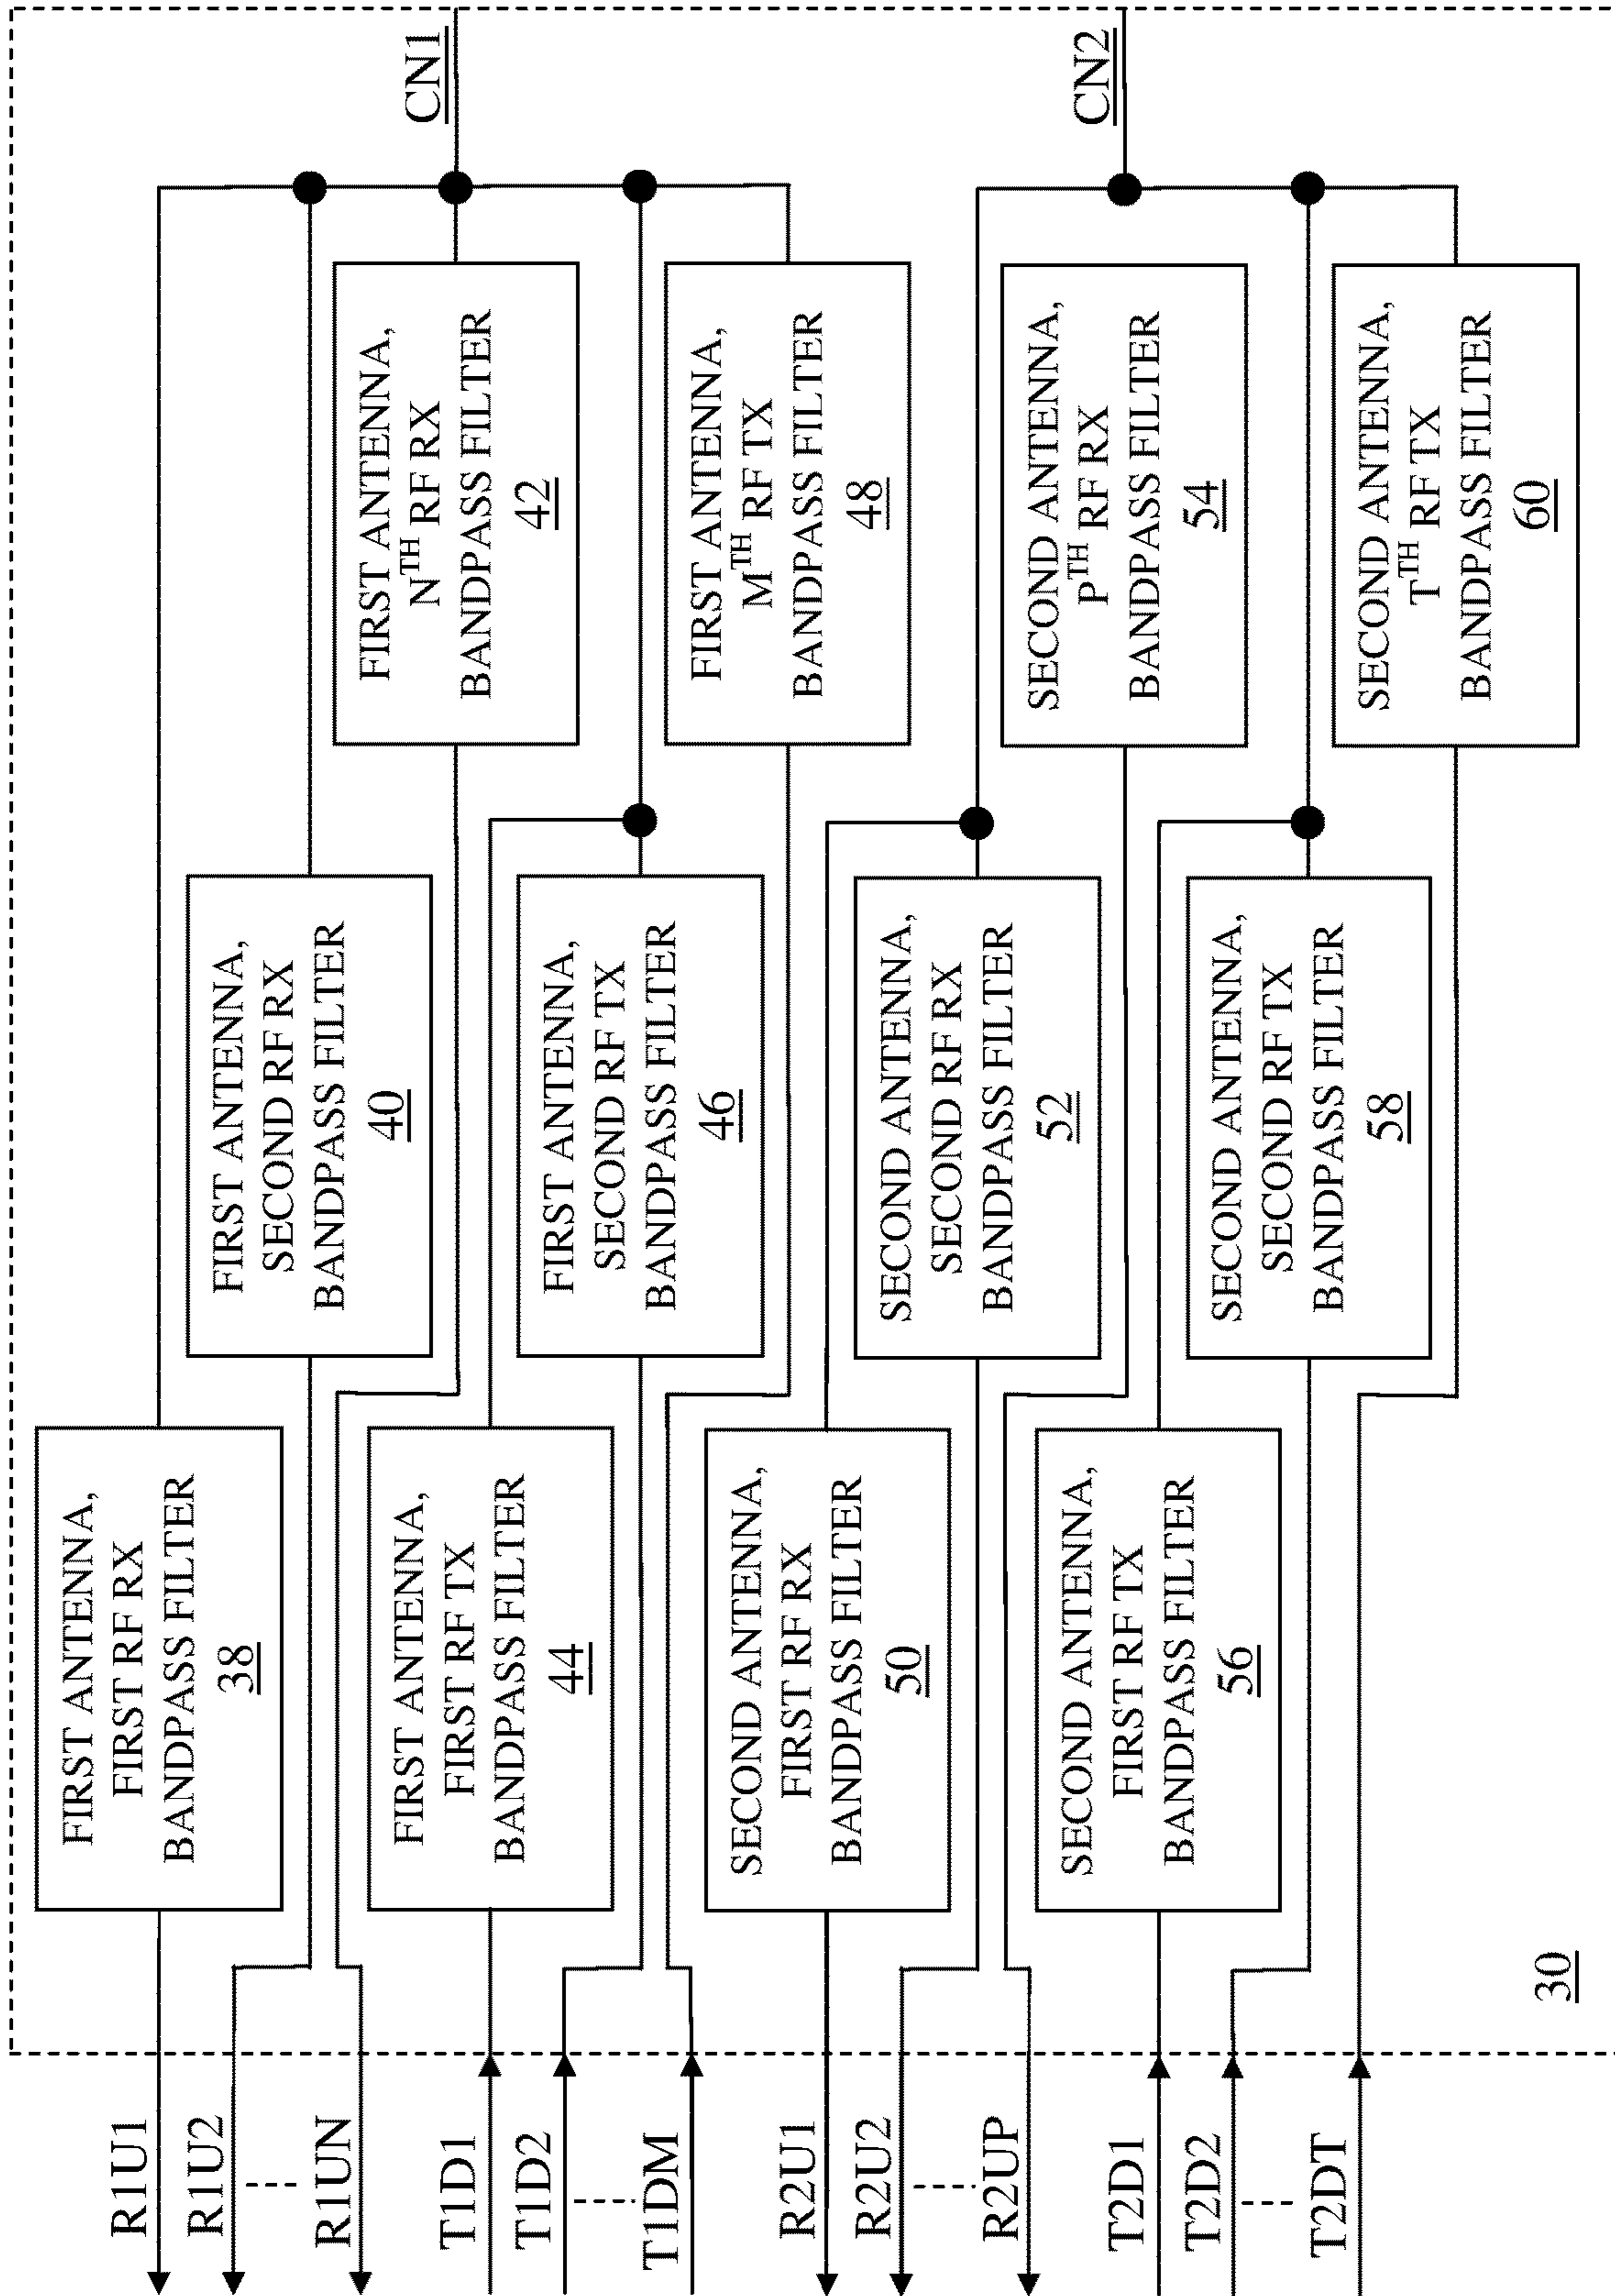 R1U1
R1U2
R1UN
T1D1
T1D2
T1DM
R2U1
R2U2
R2UP
T2D1
T2D2
T2DT
FIRST ANTENNA,
FIRST RF RX
BANDPASS FILTER
38
FIRST ANTENNA,
SECOND RF RX
BANDPASS FILTER
40
FIRST ANTENNA,
NTH RF RX
BANDPASS FILTER
42
FIRST ANTENNA,
FIRST RF TX
BANDPASS FILTER
44
FIRST ANTENNA,
SECOND RF TX
BANDPASS FILTER
46
FIRST ANTENNA,
MTH RF TX
BANDPASS FILTER
48
CN1
SECOND ANTENNA,
FIRST RF RX
BANDPASS FILTER
50
SECOND ANTENNA,
SECOND RF RX
BANDPASS FILTER
52
SECOND ANTENNA,
PTH RF RX
BANDPASS FILTER
54
SECOND ANTENNA,
FIRST RF TX
BANDPASS FILTER
56
SECOND ANTENNA,
SECOND RF TX
BANDPASS FILTER
58
SECOND ANTENNA,
TTH RF TX
BANDPASS FILTER
60
CN2
30